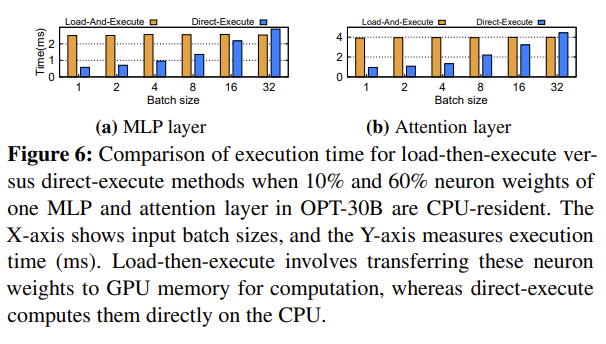 Load-And-Execute Direct-Execute Load-And-Execute Direct-Execute
Time(ms)
2
1
0
1 2 4 8 16 32
Batch size
4
2
0
1 2 4 8 16 32
Batch size
(a) MLP layer (b) Attention layer
Figure 6: Comparison of execution time for load-then-execute ver-
sus direct-execute methods when 10% and 60% neuron weights of
one MLP and attention layer in OPT-30B are CPU-resident. The
X-axis shows input batch sizes, and the Y-axis measures execution
time (ms). Load-then-execute involves transferring these neuron
weights to GPU memory for computation, whereas direct-execute
computes them directly on the CPU.